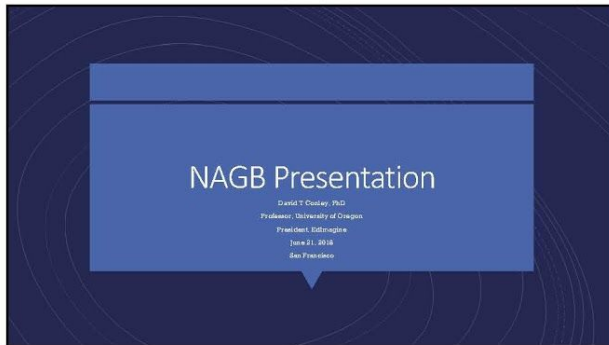 NAGB Presentation
David T Conley, PhD
Professor, University of Oregon
President, EdImagine
June 21, 2018
San Francisco